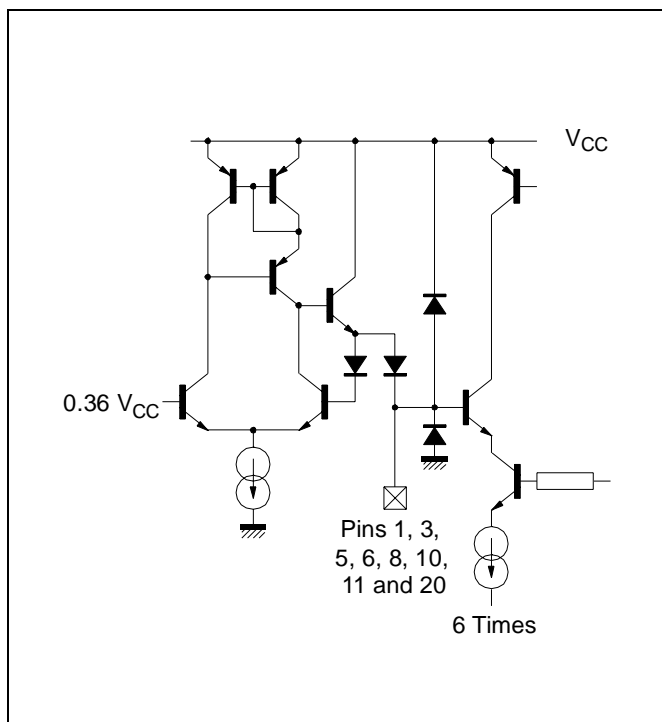 V_CC
0.36 V_CC
Pins 1, 3,
5, 6, 8, 10,
11 and 20
6 Times